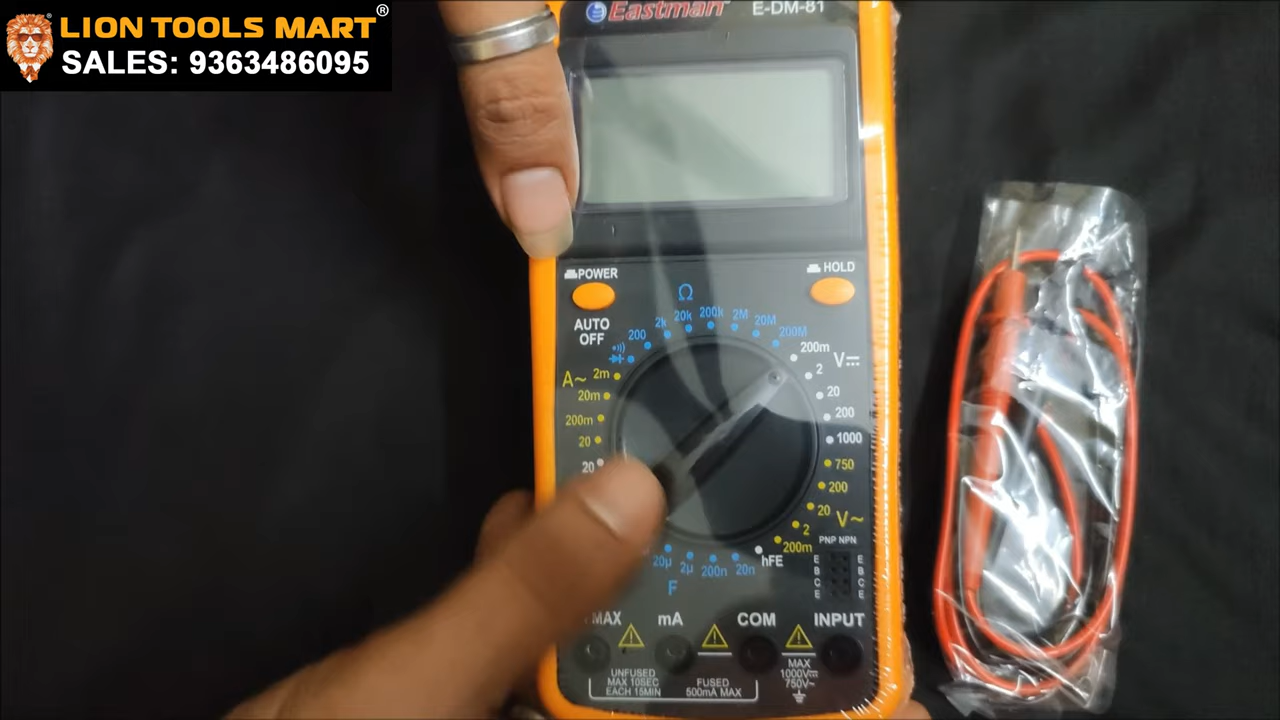 LION TOOLS MART®
SALES: 9363486095
Eastman E-DM-81
POWER
HOLD
AUTO
OFF
Ω
200
2k
20k
200k
2M
20M
200M
200m
V
2
20
200
1000
750
200
20
V~
2
200m
hFE
A~
2m
20m
200m
20
20
20µ
2µ
200n
20n
F
PNP NPN
E E
B B
C C
E E
MAX
mA
COM
INPUT
UNFUSED
MAX 10SEC
EACH 15MIN
FUSED
500mA MAX
MAX
1000V
750V~